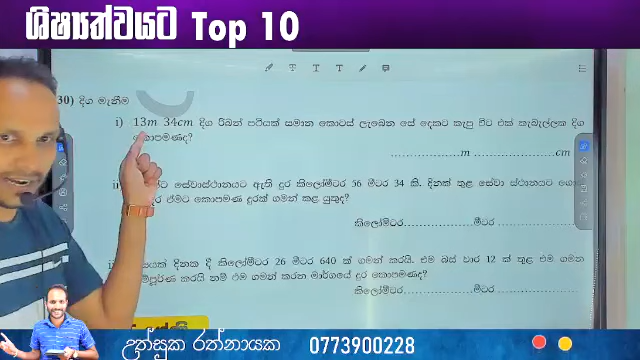 ශිෂ්‍යත්වයට Top 10
30) දිග මැනීම
i) 13m 34cm දිග රිබන් පටියක් සමාන කොටස් ලැබෙන සේ දෙකට කැපූ විට එක් කැබැල්ලක දිග
කොපමණද?
m cm
සේවාස්ථානයට ඇති දුර කිලෝමීටර 56 මීටර 34 කි. දිනක් තුළ සේවා ස්ථානයට
දුර ඒමට කොපමණ දුරක් ගමන් කළ යුතුද?
කිලෝමීටර මීටර
දිනක දී කිලෝමීටර 26 මීටර 640 ක් ගමන් කරයි. එම බස් වාර 12 ක් තුළ එම ගමන
කරයි නම් එම ගමන් කරන මාර්ගයේ දුර කොපමණද?
කිලෝමීටර මීටර
උත්සුක රත්නායක 0773900228